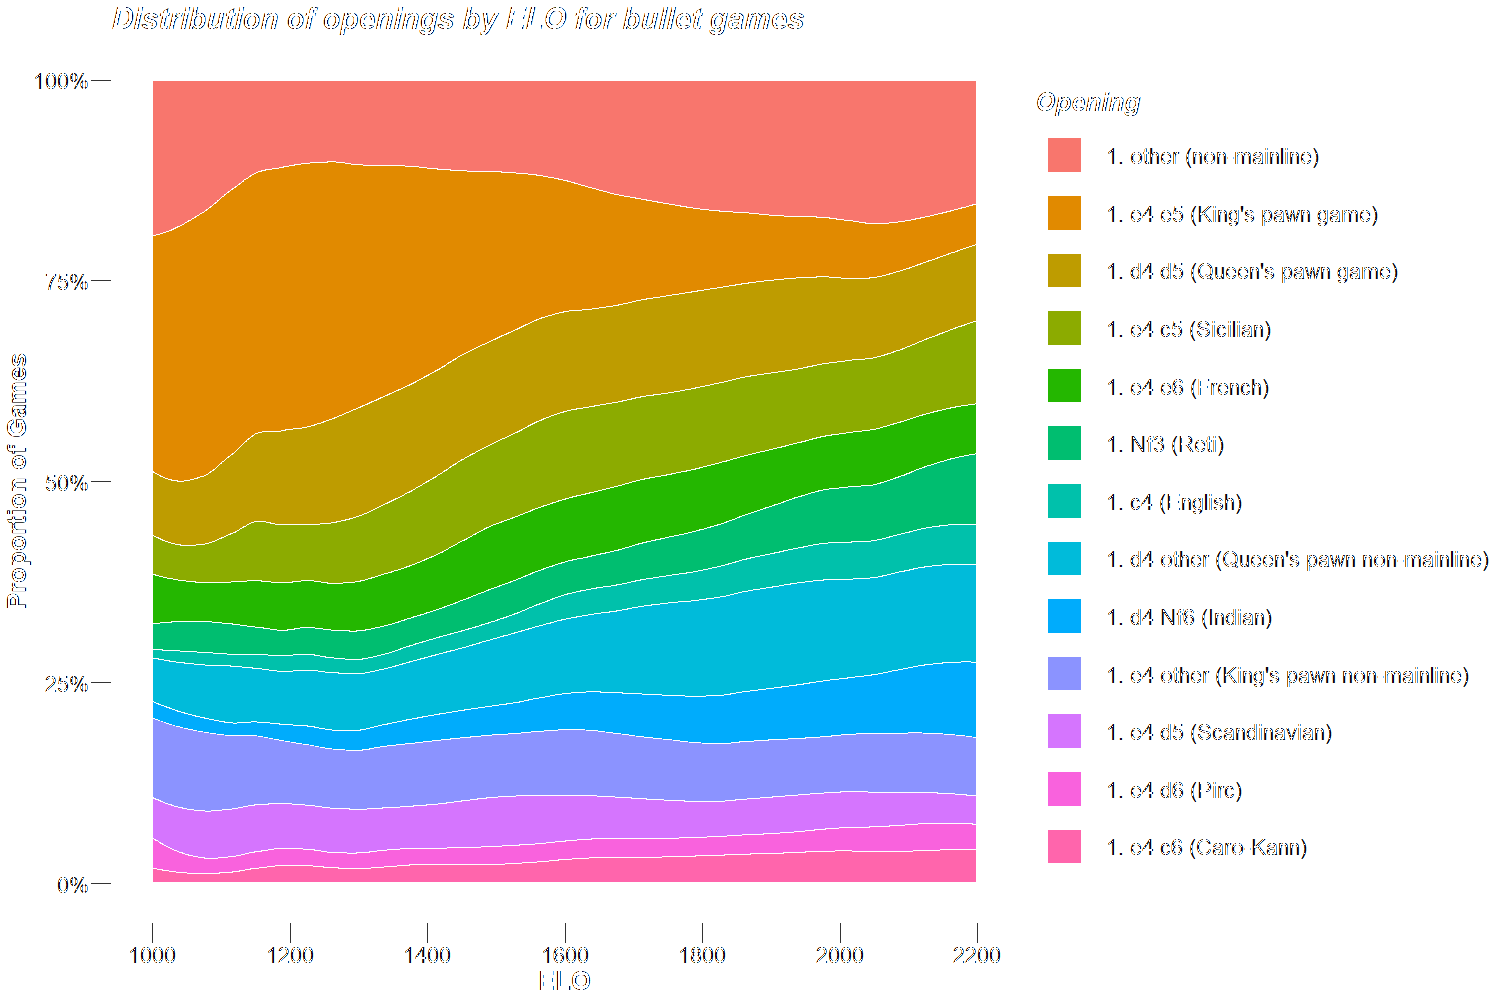 Distribution of openings by ELO for bullet games
100%
75%
50%
25%
0%
Proportion of Games
1000
1200
1400
1600
1800
2000
2200
ELO
Opening
1. other (non-mainline)
1. e4 e5 (King's pawn game)
1. d4 d5 (Queen's pawn game)
1. e4 c5 (Sicilian)
1. e4 e6 (French)
1. Nf3 (Reti)
1. c4 (English)
1. d4 other (Queen's pawn non-mainline)
1. d4 Nf6 (Indian)
1. e4 other (King's pawn non-mainline)
1. e4 d5 (Scandinavian)
1. e4 d6 (Pirc)
1. e4 c6 (Caro-Kann)